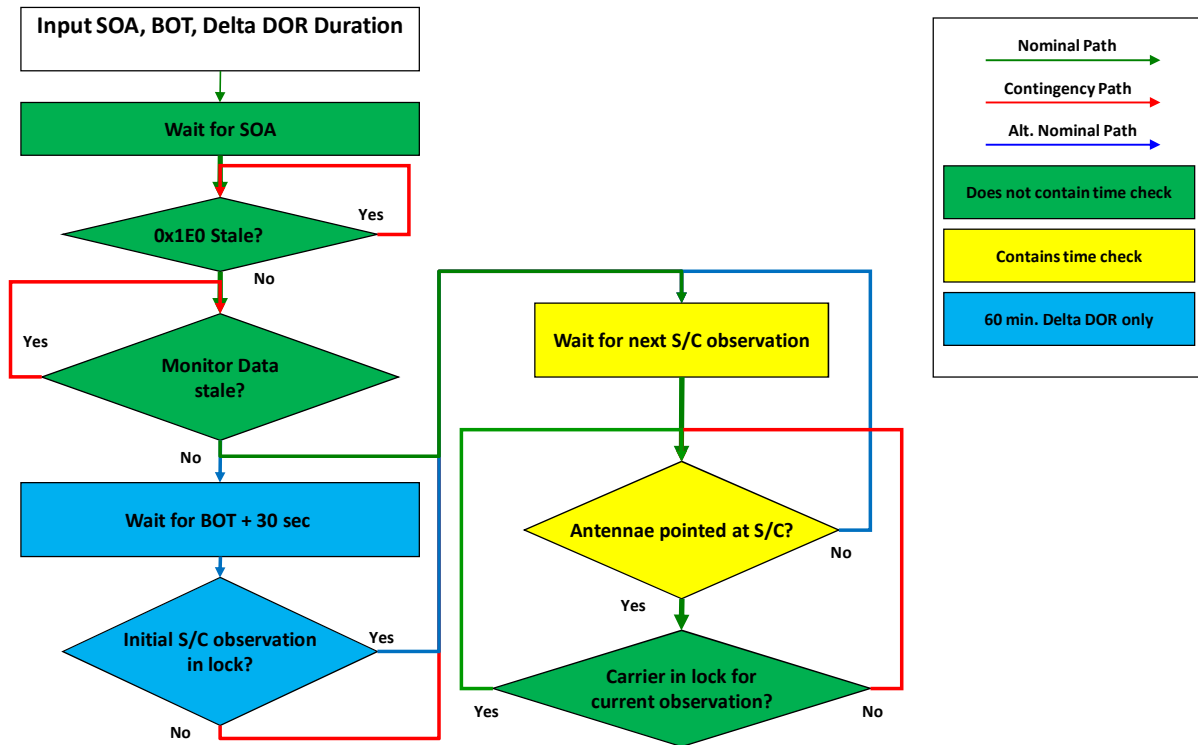 Input SOA, BOT, Delta DOR Duration
Wait for SOA
Yes
0x1E0 Stale?
No
Yes
Monitor Data
stale?
No
Wait for BOT + 30 sec
Initial S/C observation
in lock?
Yes
No
Wait for next S/C observation
Antennae pointed at S/C?
No
Yes
Carrier in lock for
current observation?
Yes
No
Nominal Path
Contingency Path
Alt. Nominal Path
Does not contain time check
Contains time check
60 min. Delta DOR only